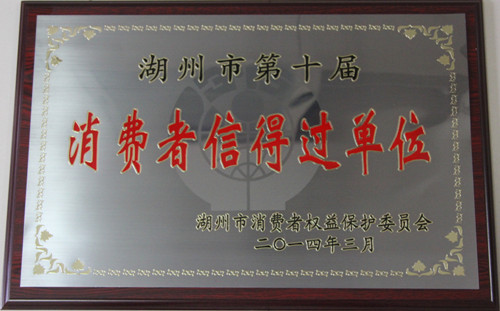 湖州市第十届
消费者信得过单位
湖州市消费者权益保护委员会
二〇一四年三月